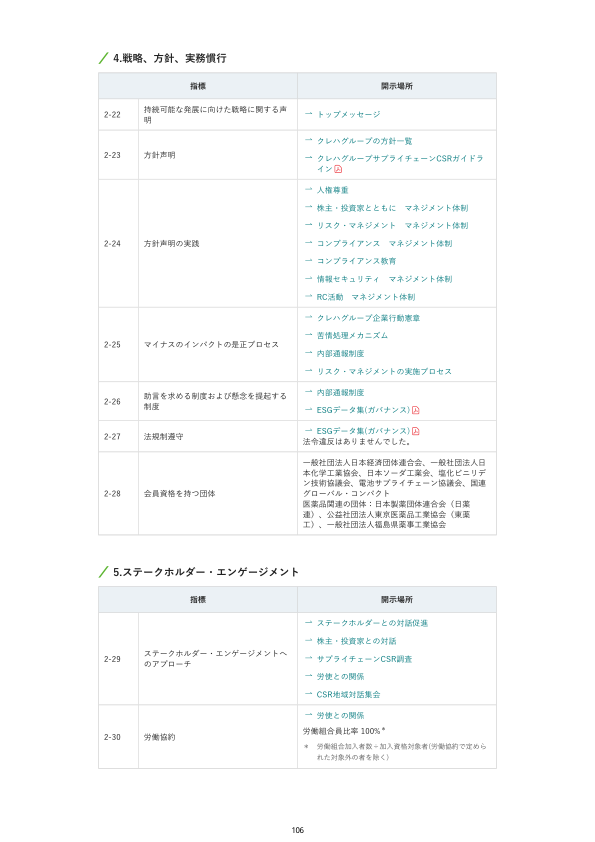 4.戦略、方針、実務慣行
指標
開示場所
2-22
持続可能な発展に向けた戦略に関する声
明
→ トップメッセージ
2-23
方針声明
→ クレハグループの方針一覧
→ クレハグループサプライチェーンCSRガイドラ
イン
2-24
方針声明の実践
→ 人権尊重
→ 株主・投資家とともに　マネジメント体制
→ リスク・マネジメント　マネジメント体制
→ コンプライアンス　マネジメント体制
→ コンプライアンス教育
→ 情報セキュリティ　マネジメント体制
→ RC活動　マネジメント体制
2-25
マイナスのインパクトの是正プロセス
→ クレハグループ企業行動憲章
→ 苦情処理メカニズム
→ 内部通報制度
→ リスク・マネジメントの実施プロセス
2-26
助言を求める制度および懸念を提起する
制度
→ 内部通報制度
→ ESGデータ集(ガバナンス)
2-27
法規制遵守
→ ESGデータ集(ガバナンス)
法令違反はありませんでした。
2-28
会員資格を持つ団体
一般社団法人日本経済団体連合会、一般社団法人日
本化学工業協会、日本ソーダ工業会、塩化ビニリデ
ン技術協議会、電池サプライチェーン協議会、国連
グローバル・コンパクト
医薬品関連の団体：日本製薬団体連合会（日薬
連）、公益社団法人東京医薬品工業協会（東薬
工）、一般社団法人福島県薬事工業協会
5.ステークホルダー・エンゲージメント
指標
開示場所
2-29
ステークホルダー・エンゲージメントへ
のアプローチ
→ ステークホルダーとの対話促進
→ 株主・投資家との対話
→ サプライチェーンCSR調査
→ 労使との関係
→ CSR地域対話集会
2-30
労働協約
→ 労使との関係
労働組合員比率 100%*
* 労働組合加入者数÷加入資格対象者(労働協約で定めら
れた対象外の者を除く)
106